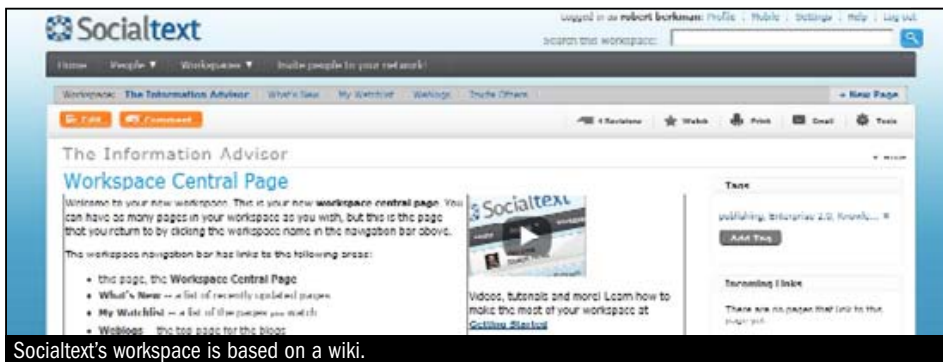 Socialtext
Logged in as robert berkman: Profile | Mobile | Settings | Help | Log out
Search this workspace:
Home People ▼ Workspaces ▼ Invite people to your network!
Workspace: The Information Advisor What's New My Watchlist Weblogs Invite Others
+ New Page
Edit Comment
4 Revisions Watch Print Email Tools
The Information Advisor
Workspace Central Page
Welcome to your new workspace. This is your new workspace central page. You
can have as many pages in your workspace as you wish, but this is the page
that you return to by clicking the workspace name in the navigation bar above.
The workspace navigation bar has links to the following areas:
• this page, the Workspace Central Page
• What's New -- a list of recently updated pages
• My Watchlist -- a list of the pages you watch
• Weblogs the top page for the blogs
Socialtext
Videos, tutorials and more! Learn how to
make the most of your workspace at
Getting Started
Tags
publishing, Enterprise 2.0, Knowl...
Add Tag
Incoming Links
There are no pages that link to this
page yet.
Socialtext's workspace is based on a wiki.